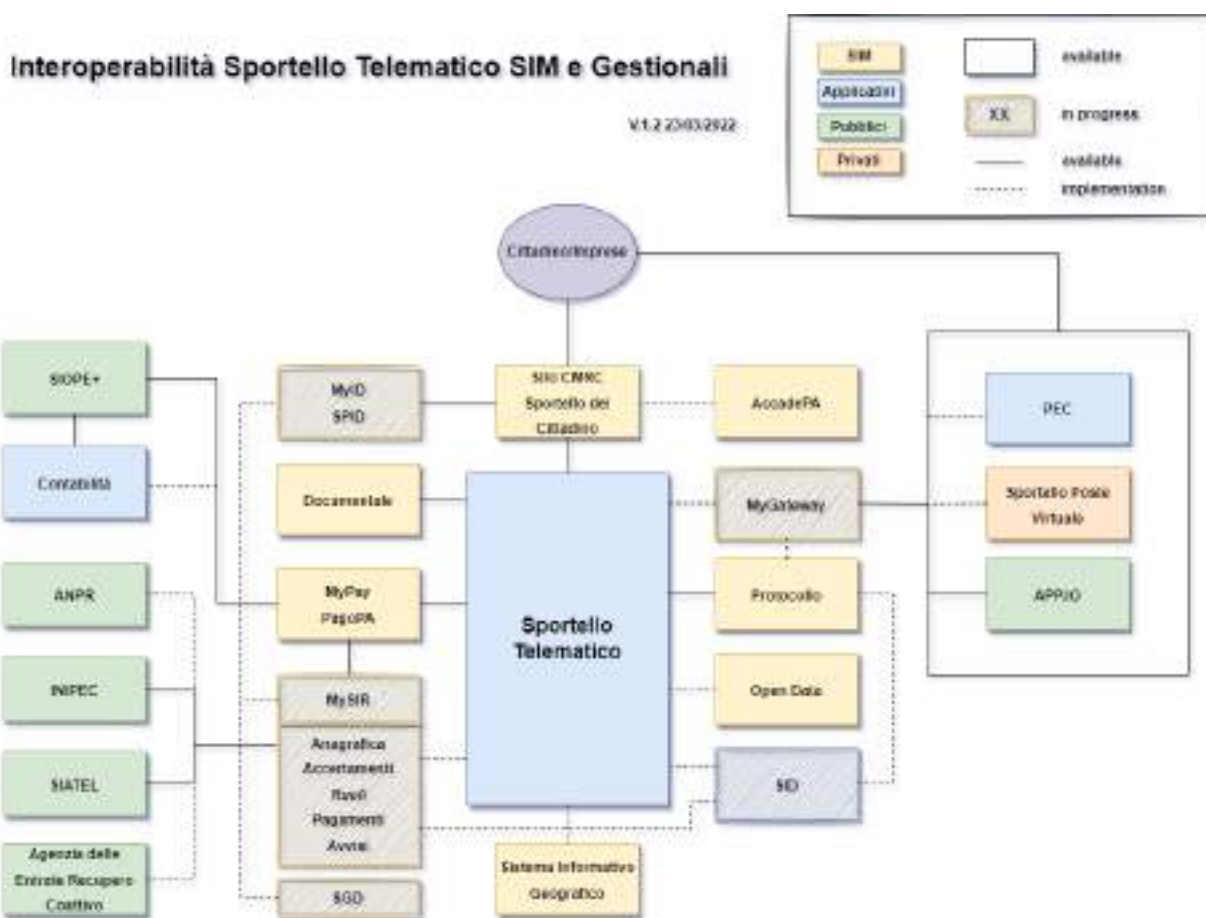 Interoperabilità Sportello Telematico SIM e Gestionali
V.1.2 23/03/2022
SIM
Applicativi
Pubblici
Privati
available
XX
in progress
available
implementation
Cittadino/Imprese
SIOPE+
MyID
SPID
Sito CMRC
Sportello del
Cittadino
AccadePA
PEC
Contabilità
Documentale
MyGateway
Sportello Poste
Virtuale
ANPR
MyPay
PagoPA
Sportello
Telematico
Protocollo
APPIO
INIPEC
MySIR
Open Data
Anagrafica
Accertamenti
Ruoli
Pagamenti
Avvisi
SIATEL
SID
Agenzia delle
Entrate Recupero
Coattivo
SGD
Sistema Informativo
Geografico